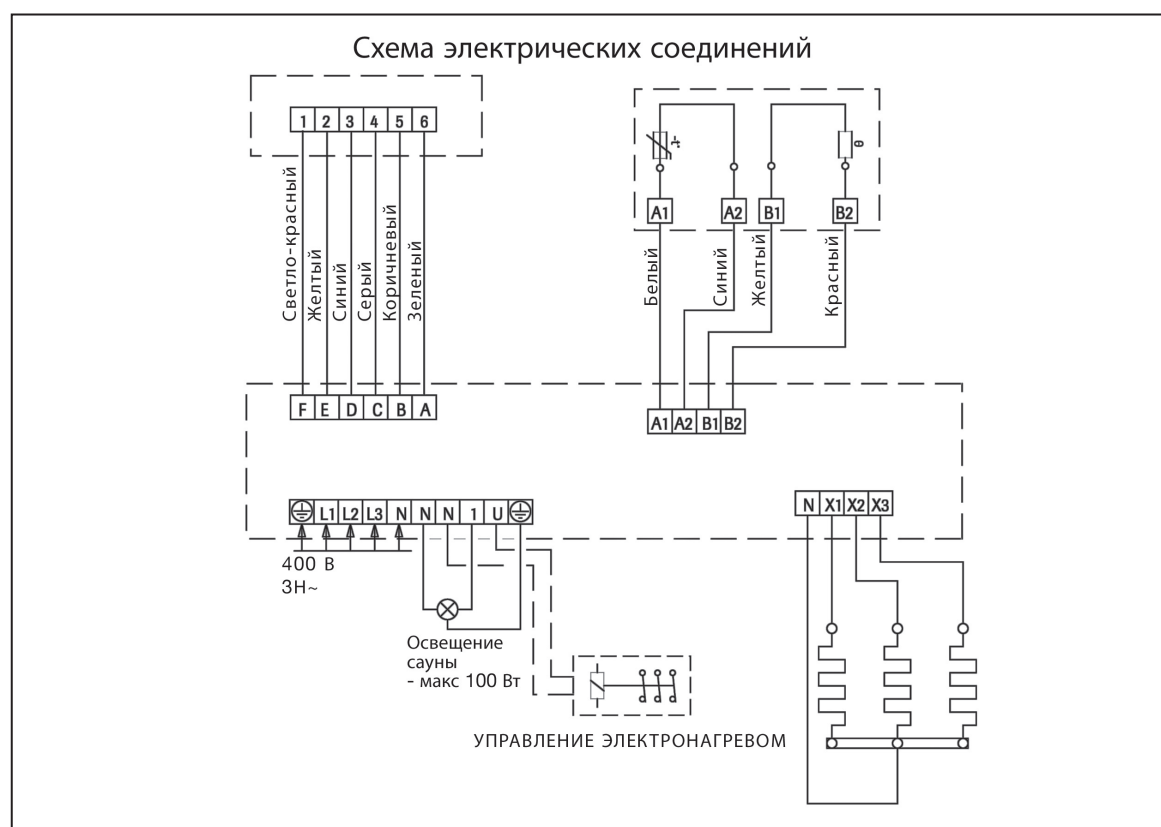 Схема электрических соединений
1 2 3 4 5 6
Светло-красный
Желтый
Синий
Серый
Коричневый
Зеленый
-t°
θ
A1 A2 B1 B2
Белый
Синий
Желтый
Красный
F E D C B A
A1 A2 B1 B2
L1 L2 L3 N N N 1 U
N X1 X2 X3
400 В
3Н~
Освещение
сауны
- макс 100 Вт
УПРАВЛЕНИЕ ЭЛЕКТРОНАГРЕВОМ